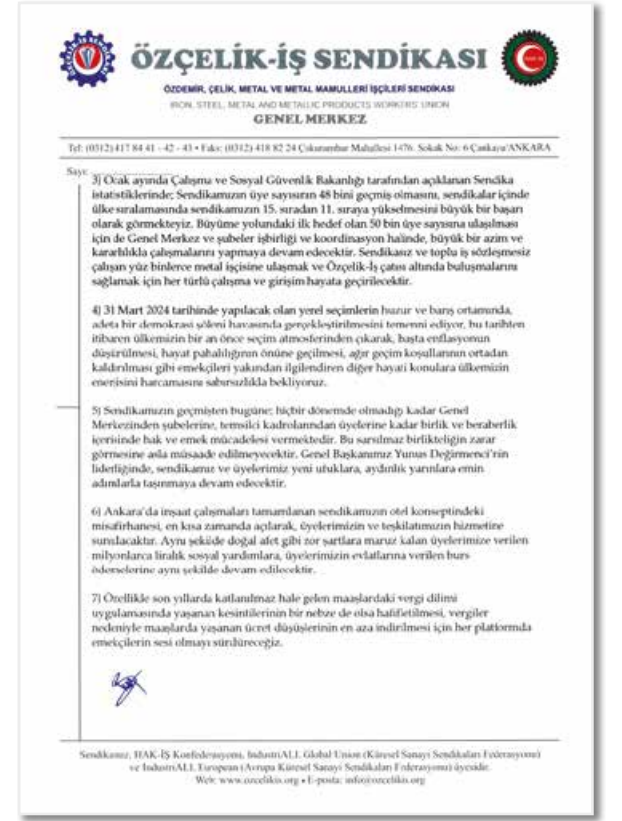 ÖZÇELİK-İŞ SENDİKASI
ÖZDEMİR, ÇELİK, METAL VE METAL MAMULLERİ İŞÇİLERİ SENDİKASI
IRON, STEEL, METAL AND METALLIC PRODUCTS WORKERS' UNION
GENEL MERKEZ
Tel: (0312) 417 84 41 - 42 - 43 • Faks: (0312) 418 82 24 Çukurambar Mahallesi 1476. Sokak No: 6 Çankaya/ANKARA
Sayı:
3) Ocak ayında Çalışma ve Sosyal Güvenlik Bakanlığı tarafından açıklanan Sendika
istatistiklerinde; Sendikamızın üye sayısının 48 bini geçmiş olmasını, sendikalar içinde
ülke sıralamasında sendikamızın 15. sıradan 11. sıraya yükselmesini büyük bir başarı
olarak görmekteyiz. Büyüme yolundaki ilk hedef olan 50 bin üye sayısına ulaşılması
için de Genel Merkez ve şubeler işbirliği ve koordinasyon halinde, büyük bir azim ve
kararlılıkla çalışmalarını yapmaya devam edecektir. Sendikasız ve toplu iş sözleşmesiz
çalışan yüz binlerce metal işçisine ulaşmak ve Özçelik-İş çatısı altında buluşmalarını
sağlamak için her türlü çalışma ve girişim hayata geçirilecektir.
4) 31 Mart 2024 tarihinde yapılacak olan yerel seçimlerin huzur ve barış ortamında,
adeta bir demokrasi şöleni havasında gerçekleştirilmesini temenni ediyor, bu tarihten
itibaren ülkemizin bir an önce seçim atmosferinden çıkarak, başta enflasyonun
düşürülmesi, hayat pahalılığının önüne geçilmesi, ağır geçim koşullarının ortadan
kaldırılması gibi emekçileri yakından ilgilendiren diğer hayati konulara ülkemizin
enerjisini harcamasını sabırsızlıkla bekliyoruz.
5) Sendikamızın geçmişten bugüne; hiçbir dönemde olmadığı kadar Genel
Merkezinden şubelerine, temsilci kadrolarından üyelerine kadar birlik ve beraberlik
içerisinde hak ve emek mücadelesi vermektedir. Bu sarsılmaz birlikteliğin zarar
görmesine asla müsaade edilmeyecektir. Genel Başkanımız Yunus Değirmenci'rin
liderliğinde, sendikamız ve üyelerimiz yeni ufuklara, aydınlık yarınlara emin
adımlarla taşınmaya devam edecektir.
6) Ankara'da inşaat çalışmaları tamamlanan sendikamızın otel konseptindeki
misafirhanesi, en kısa zamanda açılarak, üyelerimizin ve teşkilatımızın hizmetine
sunulacaktır. Aynı şekilde doğal afet gibi zor şartlara maruz kalan üyelerimize verilen
milyonlarca liralık sosyal yardımlara, üyelerimizin evlatlarına verilen burs
ödemelerine aynı şekilde devam edilecektir.
7) Özellikle son yıllarda katlanılmaz hale gelen maaşlardaki vergi dilimi
uygulamasında yaşanan kesintilerinin bir nebze de olsa hafifletilmesi, vergiler
nedeniyle maaşlarda yaşanan ücret düşüşlerinin en aza indirilmesi için her platformda
emekçilerin sesi olmayı sürdüreceğiz.
Sendikamız, HAK-İŞ Konfederasyonu, IndustriALL Global Union (Küresel Sanayi Sendikaları Federasyonu)
ve IndustriALL European (Avrupa Küresel Sanayi Sendikaları Federasyonu) üyesidir.
Web: www.ozcelikis.org • E-posta: info@ozcelikis.org